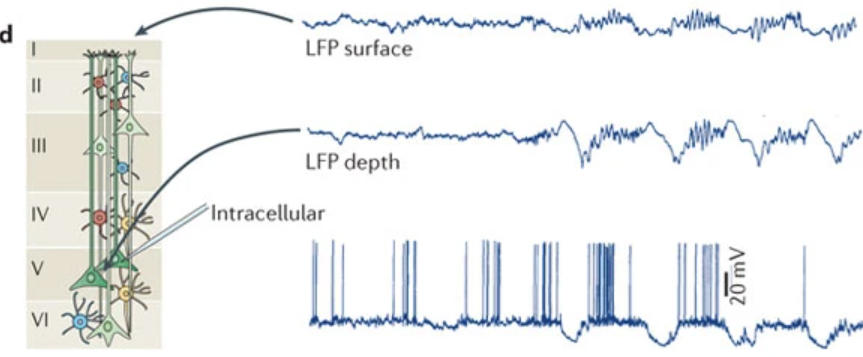 d
I
II
III
IV
V
VI
LFP surface
LFP depth
Intracellular
20 mV